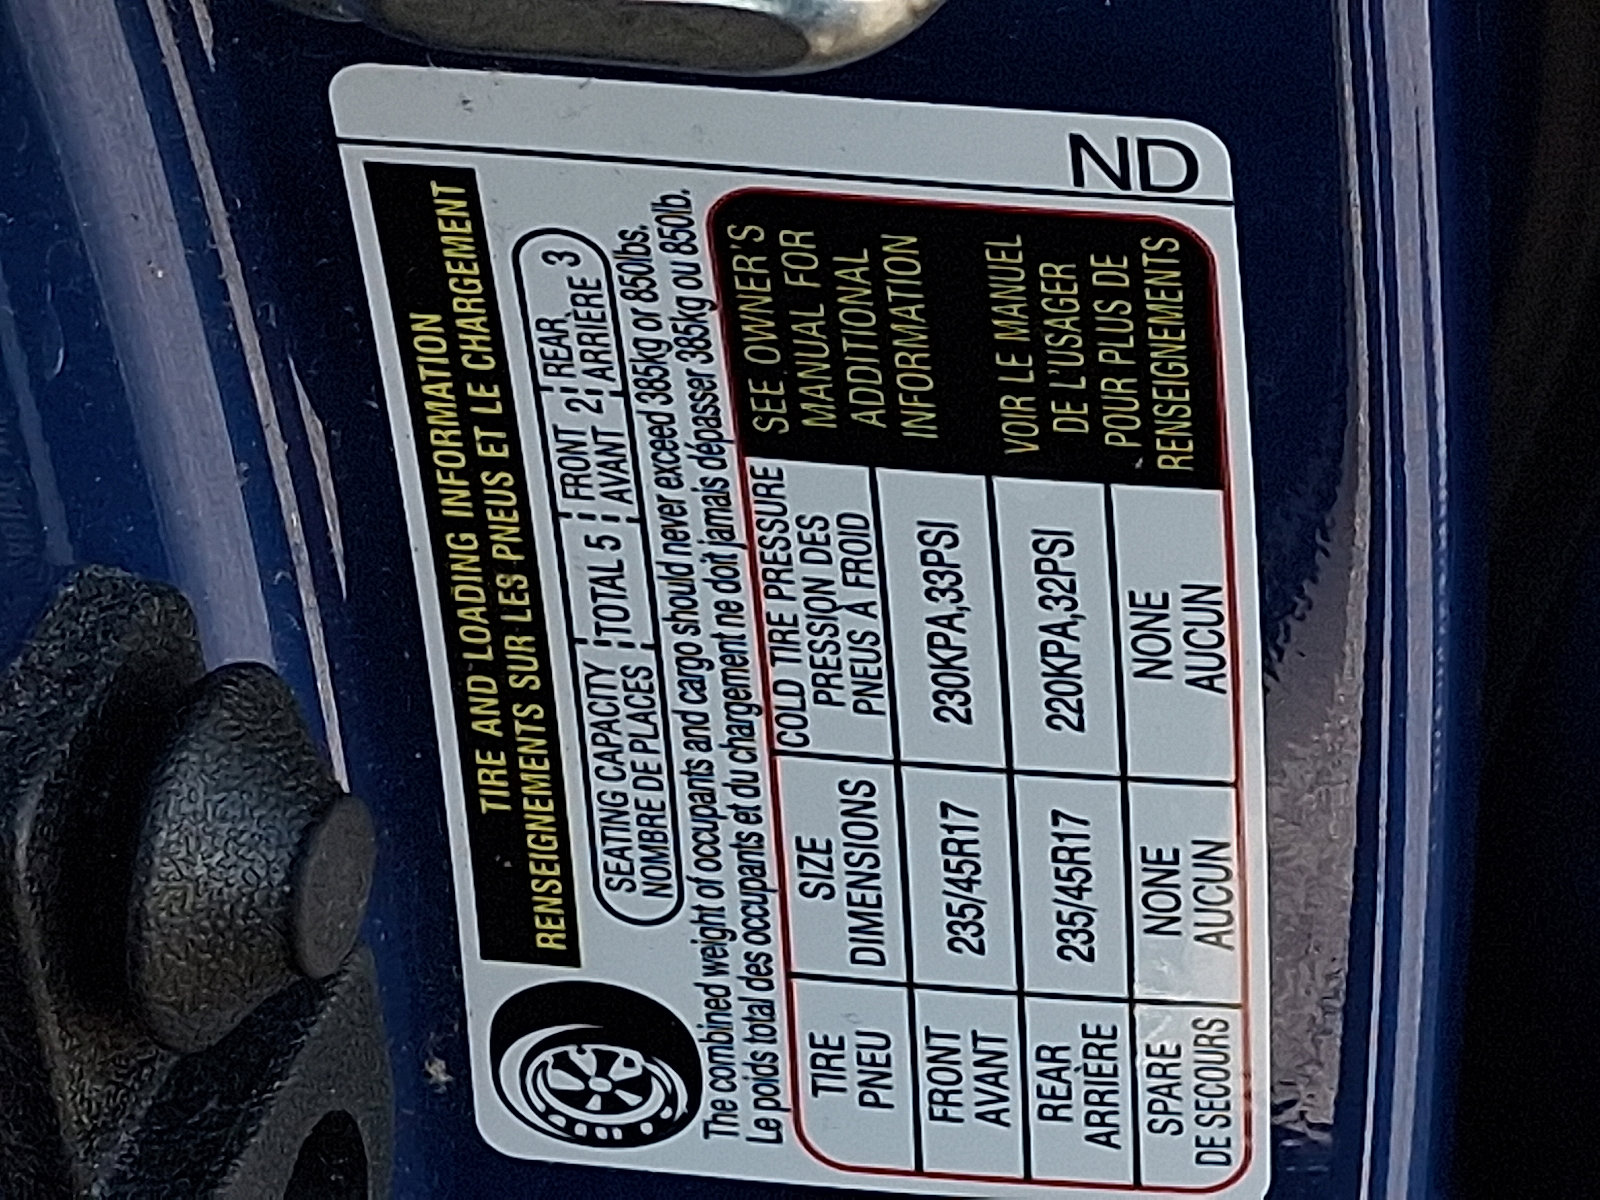 TIRE AND LOADING INFORMATION
RENSEIGNEMENTS SUR LES PNEUS ET LE CHARGEMENT
SEATING CAPACITY TOTAL 5 FRONT 2 REAR 3
NOMBRE DE PLACES AVANT ARRIÈRE
The combined weight of occupants and cargo should never exceed 385kg or 850lbs.
Le poids total des occupants et du chargement ne doit jamais dépasser 385kg ou 850lb.
TIRE
PNEU
SIZE
DIMENSIONS
COLD TIRE PRESSURE
PRESSION DES
PNEUS À FROID
FRONT
AVANT
235/45R17
230KPA,33PSI
REAR
ARRIÈRE
235/45R17
220KPA,32PSI
SPARE
DE SECOURS
NONE
AUCUN
NONE
AUCUN
SEE OWNER'S
MANUAL FOR
ADDITIONAL
INFORMATION
VOIR LE MANUEL
DE L'USAGER
POUR PLUS DE
RENSEIGNEMENTS
ND